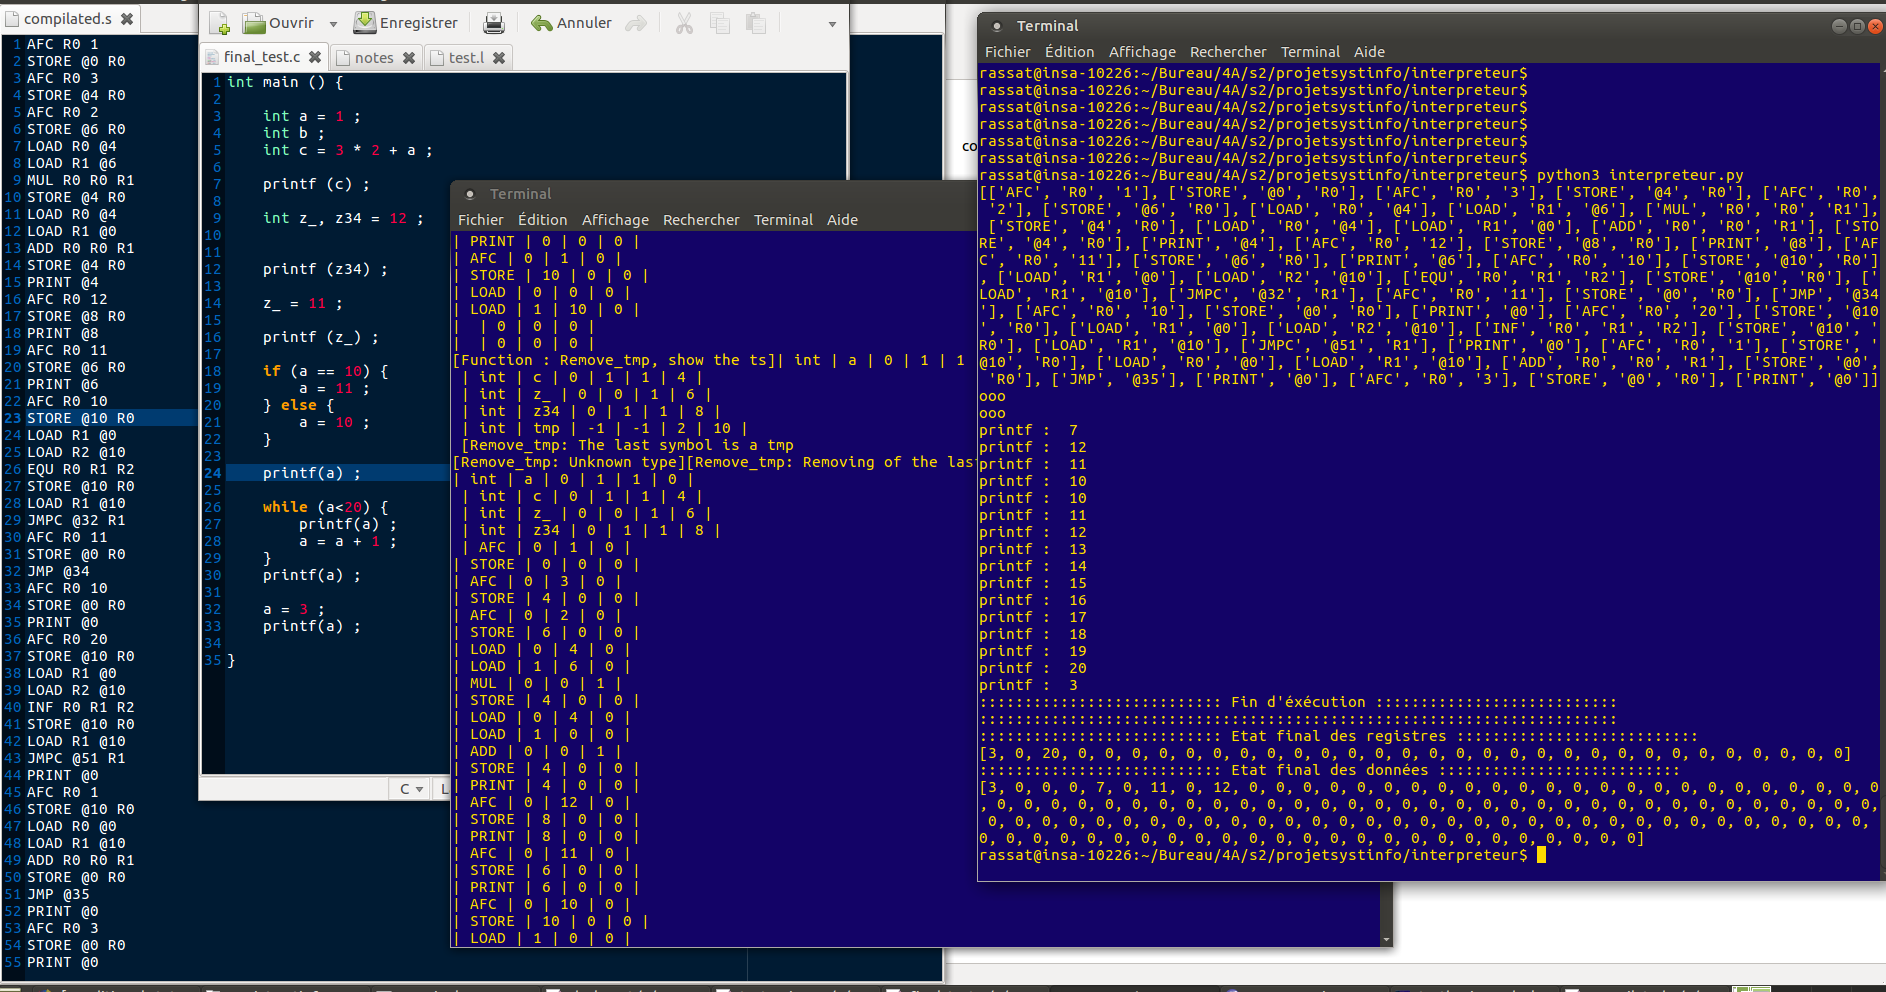 compilated.s
1 AFC R0 1
2 STORE @0 R0
3 AFC R0 3
4 STORE @4 R0
5 AFC R0 2
6 STORE @6 R0
7 LOAD R0 @4
8 LOAD R1 @6
9 MUL R0 R0 R1
10 STORE @4 R0
11 LOAD R0 @4
12 LOAD R1 @0
13 ADD R0 R0 R1
14 STORE @4 R0
15 PRINT @4
16 AFC R0 12
17 STORE @8 R0
18 PRINT @8
19 AFC R0 11
20 STORE @6 R0
21 PRINT @6
22 AFC R0 10
23 STORE @10 R0
24 LOAD R1 @0
25 LOAD R2 @10
26 EQU R0 R1 R2
27 STORE @10 R0
28 LOAD R1 @10
29 JMPC @32 R1
30 AFC R0 11
31 STORE @0 R0
32 JMP @34
33 AFC R0 10
34 STORE @0 R0
35 PRINT @0
36 AFC R0 20
37 STORE @10 R0
38 LOAD R1 @0
39 LOAD R2 @10
40 INF R0 R1 R2
41 STORE @10 R0
42 LOAD R1 @10
43 JMPC @51 R1
44 PRINT @0
45 AFC R0 1
46 STORE @10 R0
47 LOAD R0 @0
48 LOAD R1 @10
49 ADD R0 R0 R1
50 STORE @0 R0
51 JMP @35
52 PRINT @0
53 AFC R0 3
54 STORE @0 R0
55 PRINT @0
Ouvrir Enregistrer Annuler
final_test.c notes test.l
1 int main () {
2
3 int a = 1 ;
4 int b ;
5 int c = 3 * 2 + a ;
6
7 printf (c) ;
8
9 int z_, z34 = 12 ;
10
11
12 printf (z34) ;
13
14 z_ = 11 ;
15
16 printf (z_) ;
17
18 if (a == 10) {
19 a = 11 ;
20 } else {
21 a = 10 ;
22 }
23
24 printf(a) ;
25
26 while (a<20) {
27 printf(a) ;
28 a = a + 1 ;
29 }
30 printf(a) ;
31
32 a = 3 ;
33 printf(a) ;
34
35 }
C L
co
Terminal
Fichier Édition Affichage Rechercher Terminal Aide
| PRINT | 0 | 0 | 0 |
| AFC | 0 | 1 | 0 |
| STORE | 10 | 0 | 0 |
| LOAD | 0 | 0 | 0 |
| LOAD | 1 | 10 | 0 |
| | 0 | 0 | 0 |
| | 0 | 0 | 0 |
[Function : Remove_tmp, show the ts]| int | a | 0 | 1 | 1
| int | c | 0 | 1 | 1 | 4 |
| int | z_ | 0 | 0 | 1 | 6 |
| int | z34 | 0 | 1 | 1 | 8 |
| int | tmp | -1 | -1 | 2 | 10 |
[Remove_tmp: The last symbol is a tmp
[Remove_tmp: Unknown type][Remove_tmp: Removing of the las
| int | a | 0 | 1 | 1 | 0 |
| int | c | 0 | 1 | 1 | 4 |
| int | z_ | 0 | 0 | 1 | 6 |
| int | z34 | 0 | 1 | 1 | 8 |
| AFC | 0 | 1 | 0 |
| STORE | 0 | 0 | 0 |
| AFC | 0 | 3 | 0 |
| STORE | 4 | 0 | 0 |
| AFC | 0 | 2 | 0 |
| STORE | 6 | 0 | 0 |
| LOAD | 0 | 4 | 0 |
| LOAD | 1 | 6 | 0 |
| MUL | 0 | 0 | 1 |
| STORE | 4 | 0 | 0 |
| LOAD | 0 | 4 | 0 |
| LOAD | 1 | 0 | 0 |
| ADD | 0 | 0 | 1 |
| STORE | 4 | 0 | 0 |
| PRINT | 4 | 0 | 0 |
| AFC | 0 | 12 | 0 |
| STORE | 8 | 0 | 0 |
| PRINT | 8 | 0 | 0 |
| AFC | 0 | 11 | 0 |
| STORE | 6 | 0 | 0 |
| PRINT | 6 | 0 | 0 |
| AFC | 0 | 10 | 0 |
| STORE | 10 | 0 | 0 |
| LOAD | 1 | 0 | 0 |
Terminal
Fichier Édition Affichage Rechercher Terminal Aide
rassat@insa-10226:~/Bureau/4A/s2/projetsystinfo/interpreteur$
rassat@insa-10226:~/Bureau/4A/s2/projetsystinfo/interpreteur$
rassat@insa-10226:~/Bureau/4A/s2/projetsystinfo/interpreteur$
rassat@insa-10226:~/Bureau/4A/s2/projetsystinfo/interpreteur$
rassat@insa-10226:~/Bureau/4A/s2/projetsystinfo/interpreteur$
rassat@insa-10226:~/Bureau/4A/s2/projetsystinfo/interpreteur$
rassat@insa-10226:~/Bureau/4A/s2/projetsystinfo/interpreteur$ python3 interpreteur.py
[['AFC', 'R0', '1'], ['STORE', '@0', 'R0'], ['AFC', 'R0', '3'], ['STORE', '@4', 'R0'], ['AFC', 'R0',
'2'], ['STORE', '@6', 'R0'], ['LOAD', 'R0', '@4'], ['LOAD', 'R1', '@6'], ['MUL', 'R0', 'R0', 'R1'],
['STORE', '@4', 'R0'], ['LOAD', 'R0', '@4'], ['LOAD', 'R1', '@0'], ['ADD', 'R0', 'R0', 'R1'], ['STO
RE', '@4', 'R0'], ['PRINT', '@4'], ['AFC', 'R0', '12'], ['STORE', '@8', 'R0'], ['PRINT', '@8'], ['AF
C', 'R0', '11'], ['STORE', '@6', 'R0'], ['PRINT', '@6'], ['AFC', 'R0', '10'], ['STORE', '@10', 'R0']
, ['LOAD', 'R1', '@0'], ['LOAD', 'R2', '@10'], ['EQU', 'R0', 'R1', 'R2'], ['STORE', '@10', 'R0'], ['
LOAD', 'R1', '@10'], ['JMPC', '@32', 'R1'], ['AFC', 'R0', '11'], ['STORE', '@0', 'R0'], ['JMP', '@34
'], ['AFC', 'R0', '10'], ['STORE', '@0', 'R0'], ['PRINT', '@0'], ['AFC', 'R0', '20'], ['STORE', '@10
', 'R0'], ['LOAD', 'R1', '@0'], ['LOAD', 'R2', '@10'], ['INF', 'R0', 'R1', 'R2'], ['STORE', '@10', '
R0'], ['LOAD', 'R1', '@10'], ['JMPC', '@51', 'R1'], ['PRINT', '@0'], ['AFC', 'R0', '1'], ['STORE', '
@10', 'R0'], ['LOAD', 'R0', '@0'], ['LOAD', 'R1', '@10'], ['ADD', 'R0', 'R0', 'R1'], ['STORE', '@0',
'R0'], ['JMP', '@35'], ['PRINT', '@0'], ['AFC', 'R0', '3'], ['STORE', '@0', 'R0'], ['PRINT', '@0']]
ooo
ooo
printf : 7
printf : 12
printf : 11
printf : 10
printf : 10
printf : 11
printf : 12
printf : 13
printf : 14
printf : 15
printf : 16
printf : 17
printf : 18
printf : 19
printf : 20
printf : 3
::::::::::::::::::::::::::: Fin d'éxécution :::::::::::::::::::::::::::
:::::::::::::::::::::::::::::::::::::::::::::::::::::::::::::::::::::::
::::::::::::::::::::::::::: Etat final des registres :::::::::::::::::::::::::::
[3, 0, 20, 0, 0, 0, 0, 0, 0, 0, 0, 0, 0, 0, 0, 0, 0, 0, 0, 0, 0, 0, 0, 0, 0, 0, 0, 0, 0, 0, 0, 0]
::::::::::::::::::::::::::: Etat final des données :::::::::::::::::::::::::::
[3, 0, 0, 0, 7, 0, 11, 0, 12, 0, 0, 0, 0, 0, 0, 0, 0, 0, 0, 0, 0, 0, 0, 0, 0, 0, 0, 0, 0, 0, 0, 0, 0
, 0, 0, 0, 0, 0, 0, 0, 0, 0, 0, 0, 0, 0, 0, 0, 0, 0, 0, 0, 0, 0, 0, 0, 0, 0, 0, 0, 0, 0, 0, 0, 0, 0,
0, 0, 0, 0, 0, 0, 0, 0, 0, 0, 0, 0, 0, 0, 0, 0, 0, 0, 0, 0, 0, 0, 0, 0, 0, 0, 0, 0, 0, 0, 0, 0, 0,
0, 0, 0, 0, 0, 0, 0, 0, 0, 0, 0, 0, 0, 0, 0, 0, 0, 0, 0, 0, 0, 0, 0, 0, 0]
rassat@insa-10226:~/Bureau/4A/s2/projetsystinfo/interpreteur$